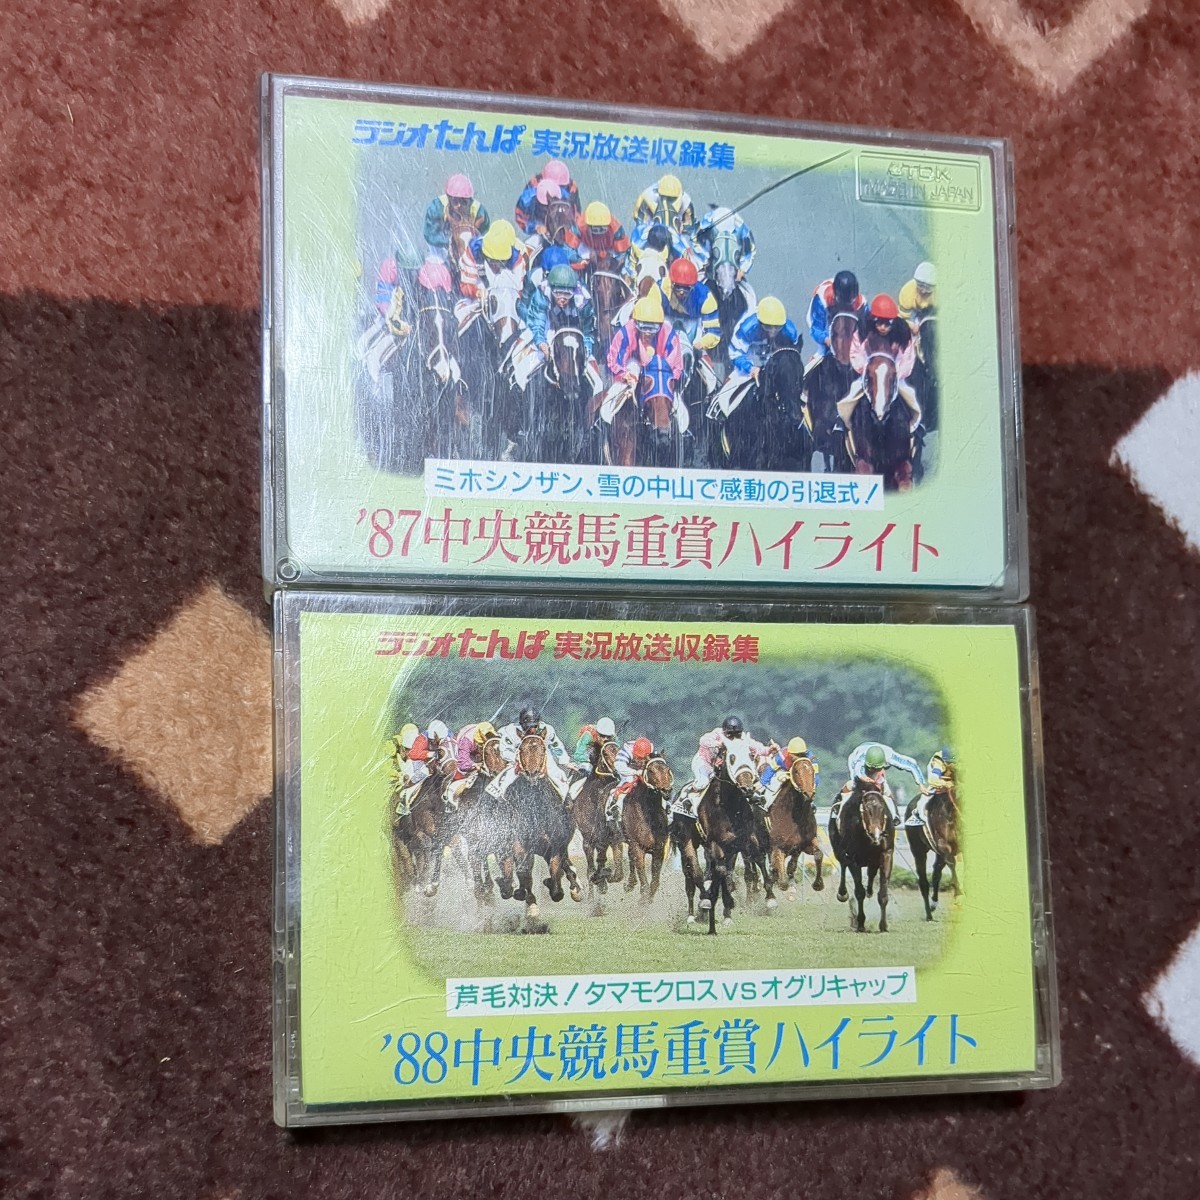 ラジオたんぱ 実況放送収録集
TDK
MADE IN JAPAN
ミホシンザン、雪の中山で感動の引退式!
'87中央競馬重賞ハイライト
ラジオたんぱ 実況放送収録集
芦毛対決!タマモクロスvsオグリキャップ
'88中央競馬重賞ハイライト